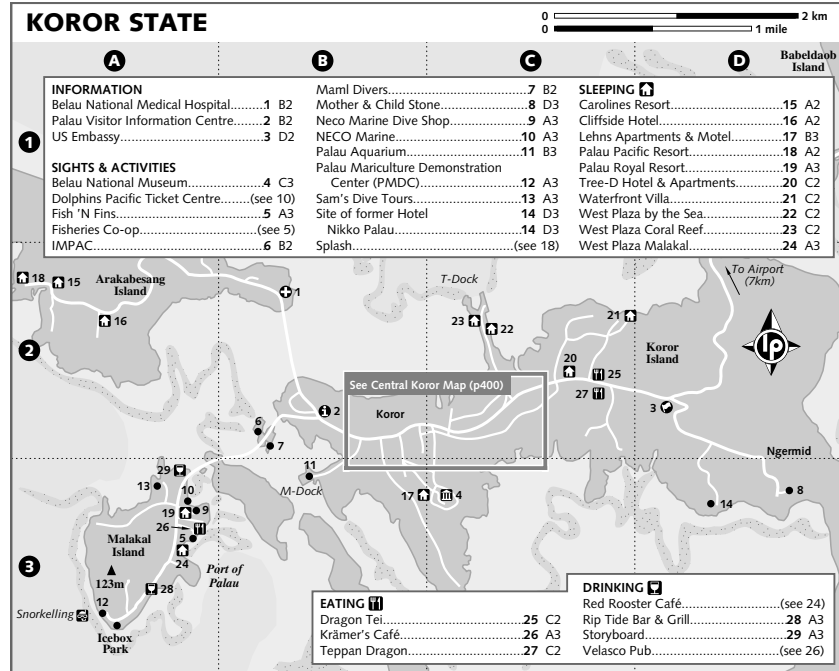 KOROR STATE
0 2 km
0 1 mile
A B C D
Babeldaob
Island
1
INFORMATION
Belau National Medical Hospital..........1 B2
Palau Visitor Information Centre........2 B2
US Embassy...................................3 D2
SIGHTS & ACTIVITIES
Belau National Museum....................4 C3
Dolphins Pacific Ticket Centre.......(see 10)
Fish 'N Fins....................................5 A3
Fisheries Co-op............................(see 5)
IMPAC..........................................6 B2
Maml Divers...................................7 B2
Mother & Child Stone.......................8 D3
Neco Marine Dive Shop....................9 A3
NECO Marine................................10 A3
Palau Aquarium.............................11 B3
Palau Mariculture Demonstration
Center (PMDC)..............................12 A3
Sam's Dive Tours...........................13 A3
Site of former Hotel 14 D3
Nikko Palau..................................14 D3
Splash........................................(see 18)
SLEEPING
Carolines Resort............................15 A2
Cliffside Hotel...............................16 A2
Lehns Apartments & Motel...............17 B3
Palau Pacific Resort........................18 A2
Palau Royal Resort.........................19 A3
Tree-D Hotel & Apartments..............20 C2
Waterfront Villa.............................21 C2
West Plaza by the Sea.....................22 C2
West Plaza Coral Reef.....................23 C2
West Plaza Malakal.........................24 A3
To Airport
(7km)
18
15
Arakabesang
Island
1
T-Dock
16
23
22
21
Koror
Island
lp
2
20
25
27
See Central Koror Map (p400)
Koror
2
3
6
7
Ngermid
29
11
M-Dock
13
10
9
19
26
5
24
17
4
14
8
Malakal
Island
Port of
Palau
3
123m
28
12
Snorkelling
Icebox
Park
EATING
Dragon Tei...................................25 C2
Krämer's Café...............................26 A3
Teppan Dragon.............................27 C2
DRINKING
Red Rooster Café........................(see 24)
Rip Tide Bar & Grill........................28 A3
Storyboard...................................29 A3
Velasco Pub...............................(see 26)